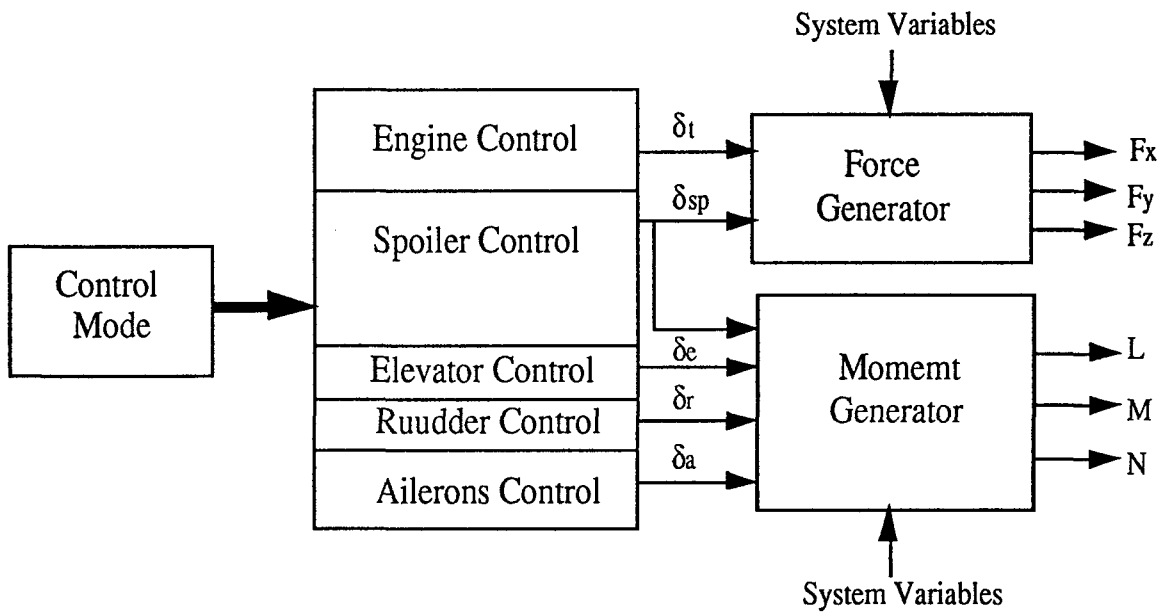 System Variables
Engine Control
δt
Force
Generator
Fx
Fy
Fz
Spoiler Control
δsp
Control
Mode
Elevator Control
δe
Ruudder Control
δr
Ailerons Control
δa
Momemt
Generator
L
M
N
System Variables